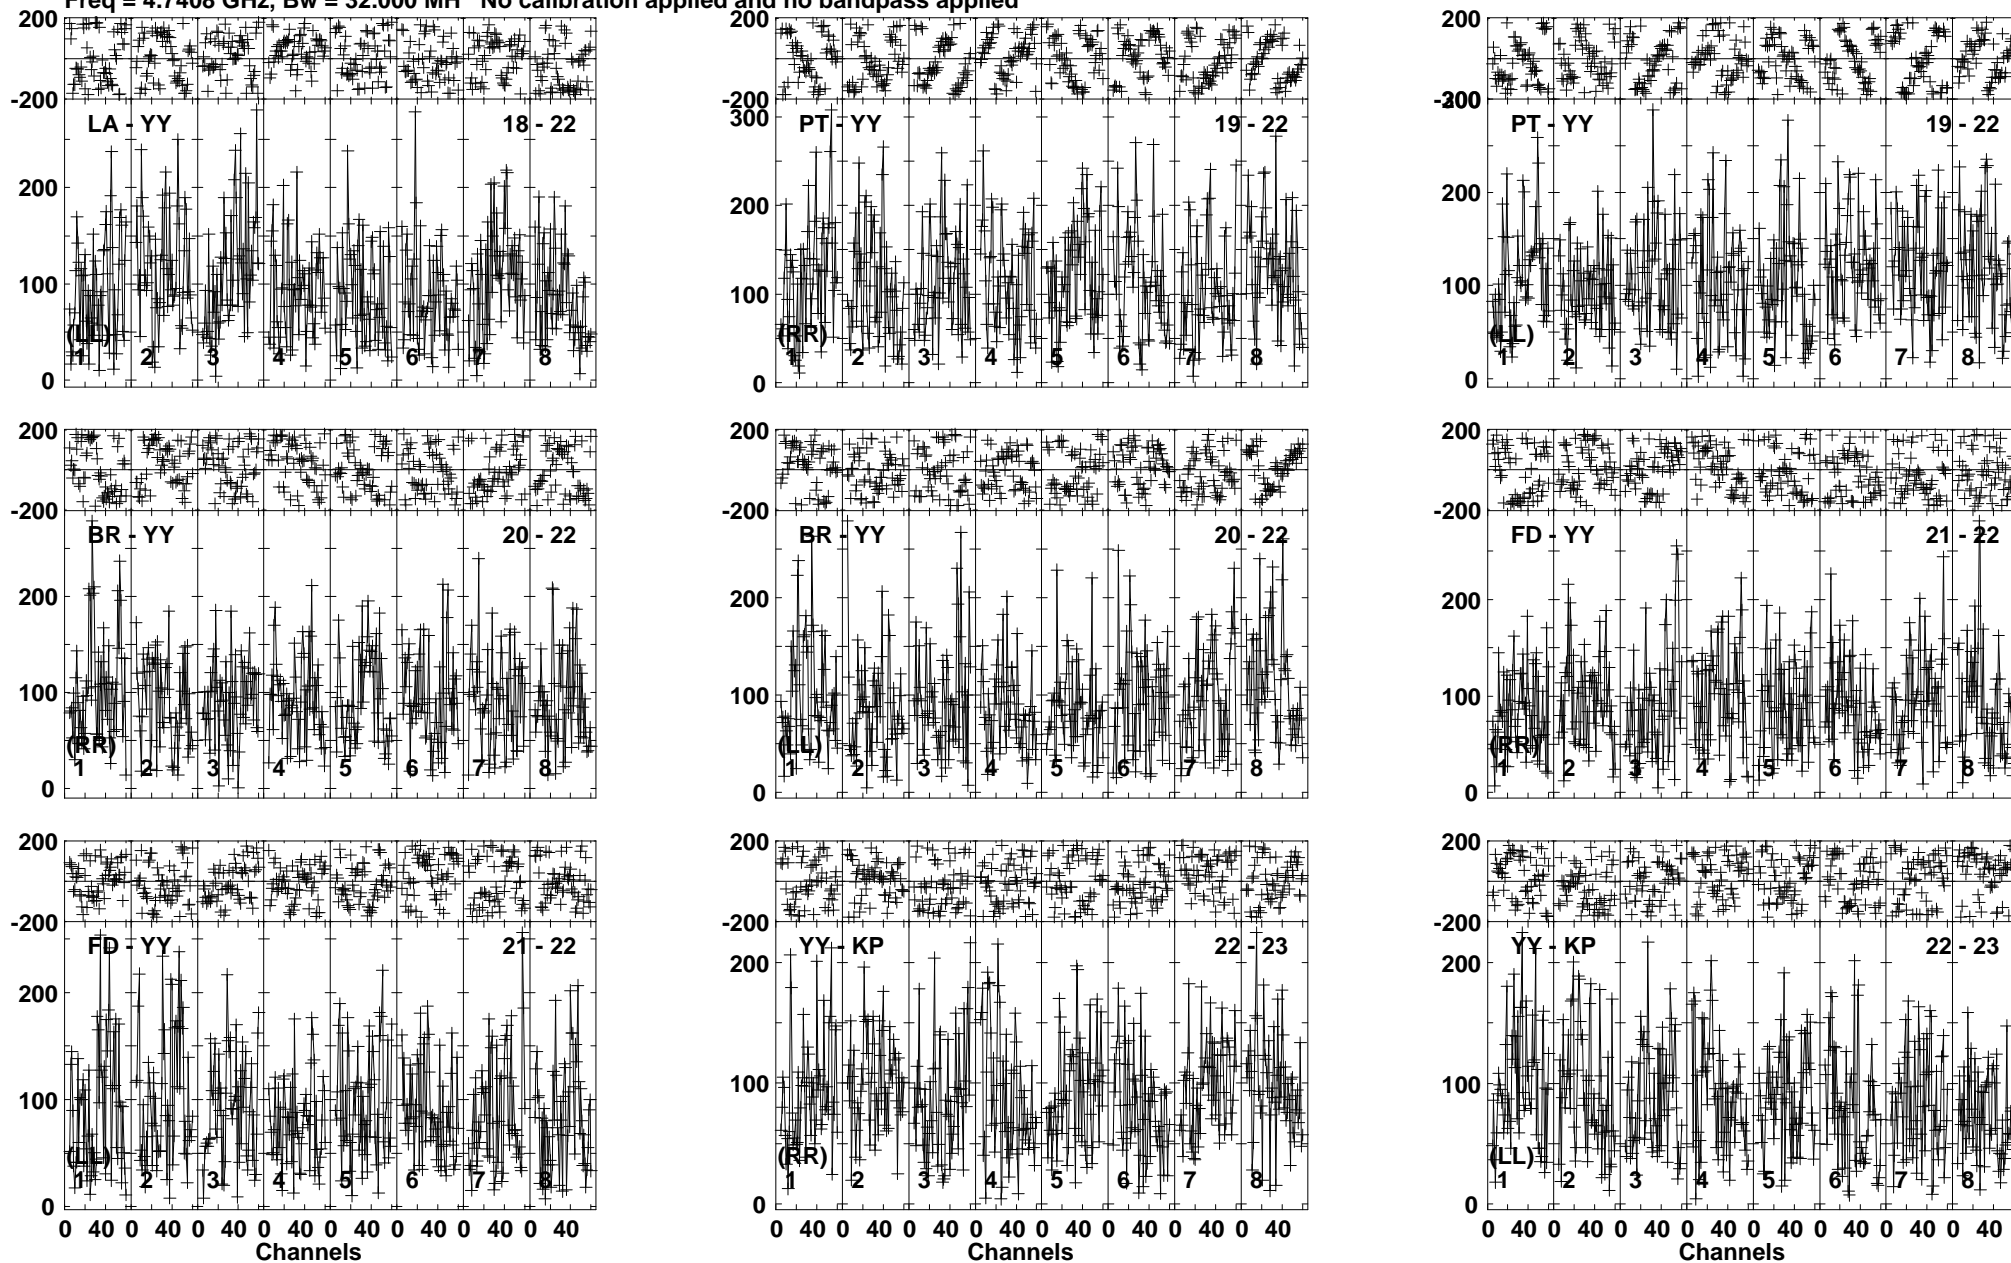 Freq = 4.7408 GHz, Bw = 32.000 MH No calibration applied and no bandpass applied
200 200 200
-200 -200 -200
LA - YY 18 - 22 PT - YY 19 - 22 PT - YY 19 - 22
300 300
200 200 200
100 100 100
(LL) (RR) (LL)
1 2 3 4 5 6 7 8 1 2 3 4 5 6 7 8 1 2 3 4 5 6 7 8
0 0 0
200 200 200
-200 -200 -200
BR - YY 20 - 22 BR - YY 20 - 22 FD - YY 21 - 22
200 200 200
100 100 100
(RR) (LL) (RR)
1 2 3 4 5 6 7 8 1 2 3 4 5 6 7 8 1 2 3 4 5 6 7 8
0 0 0
200 200 200
-200 -200 -200
FD - YY 21 - 22 YY - KP 22 - 23 YY - KP 22 - 23
200 200 200
100 100 100
(LL) (RR) (LL)
1 2 3 4 5 6 7 8 1 2 3 4 5 6 7 8 1 2 3 4 5 6 7 8
0 0 0
0 40 0 40 0 40 0 40 0 40 0 40 0 40 0 40 0 40 0 40 0 40 0 40 0 40 0 40 0 40 0 40 0 40 0 40 0 40 0 40 0 40 0 40 0 40 0 40
Channels Channels